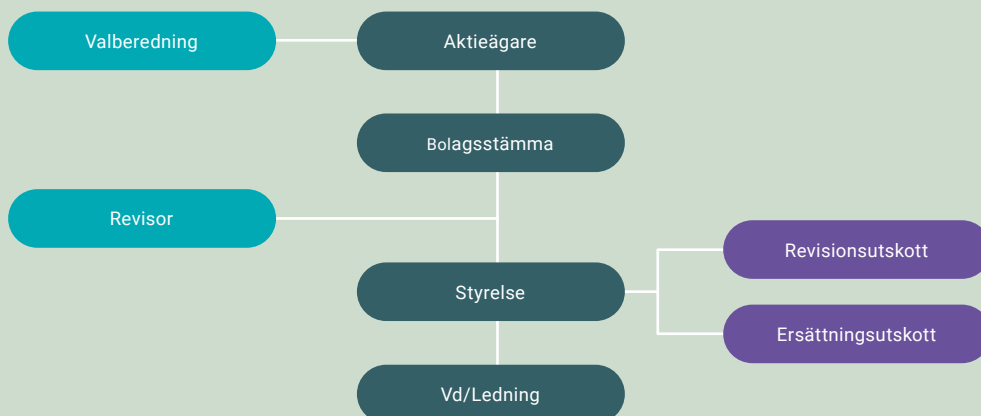 Valberedning
Aktieägare
Bolagsstämma
Revisor
Revisionsutskott
Styrelse
Ersättningsutskott
Vd/Ledning